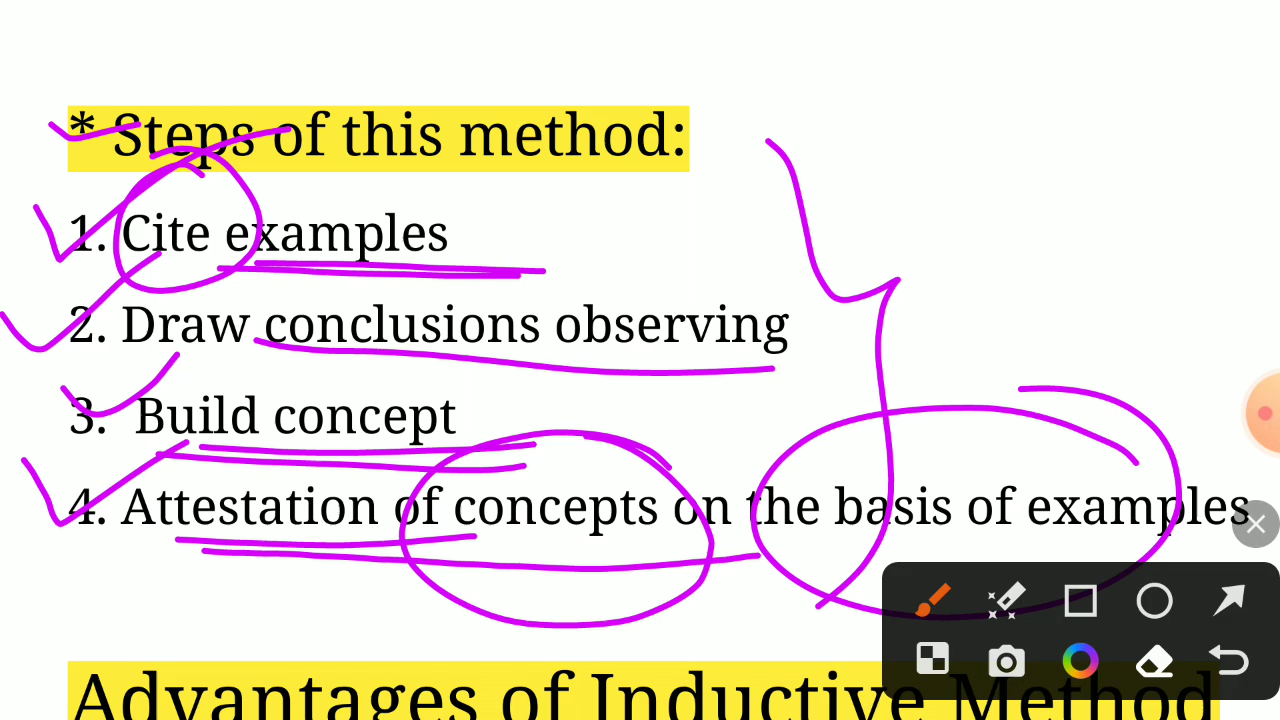 * Steps of this method:
1. Cite examples
2. Draw conclusions observing
3. Build concept
4. Attestation of concepts on the basis of examples
Advantages of Inductive Method